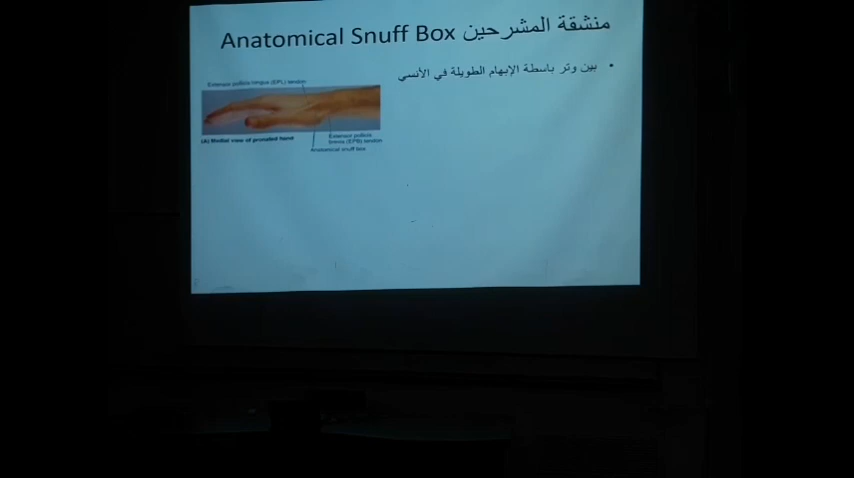 Anatomical Snuff Box منشقة المشرحين
• بين وتر باسطة الإبهام الطويلة في الأنسي
Extensor pollicis longus (EPL) tendon
(A) Medial view of pronated hand
Extensor pollicis
brevis (EPB) tendon
Anatomical snuff box